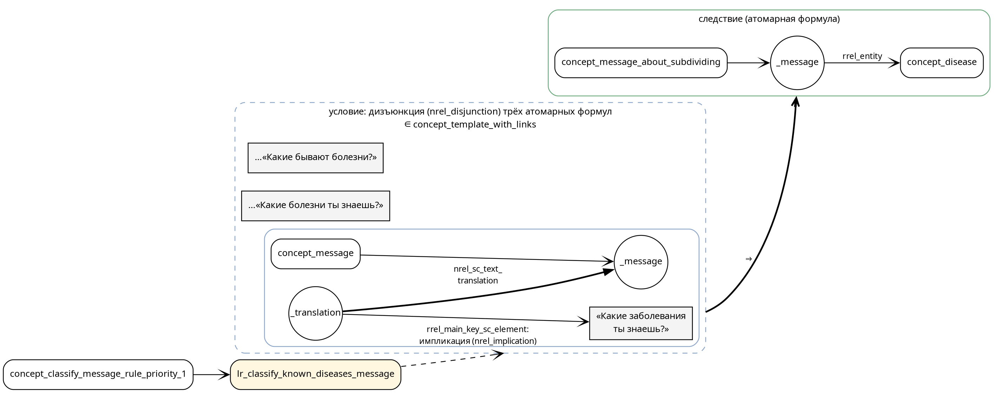 следствие (атомарная формула)
concept_message_about_subdividing
_message
rrel_entity
concept_disease
условие: дизъюнкция (nrel_disjunction) трёх атомарных формул
∈ concept_template_with_links
...«Какие бывают болезни?»
...«Какие болезни ты знаешь?»
concept_message
_message
⇒
nrel_sc_text_
translation
_translation
«Какие заболевания
ты знаешь?»
rrel_main_key_sc_element:
импликация (nrel_implication)
concept_classify_message_rule_priority_1
lr_classify_known_diseases_message